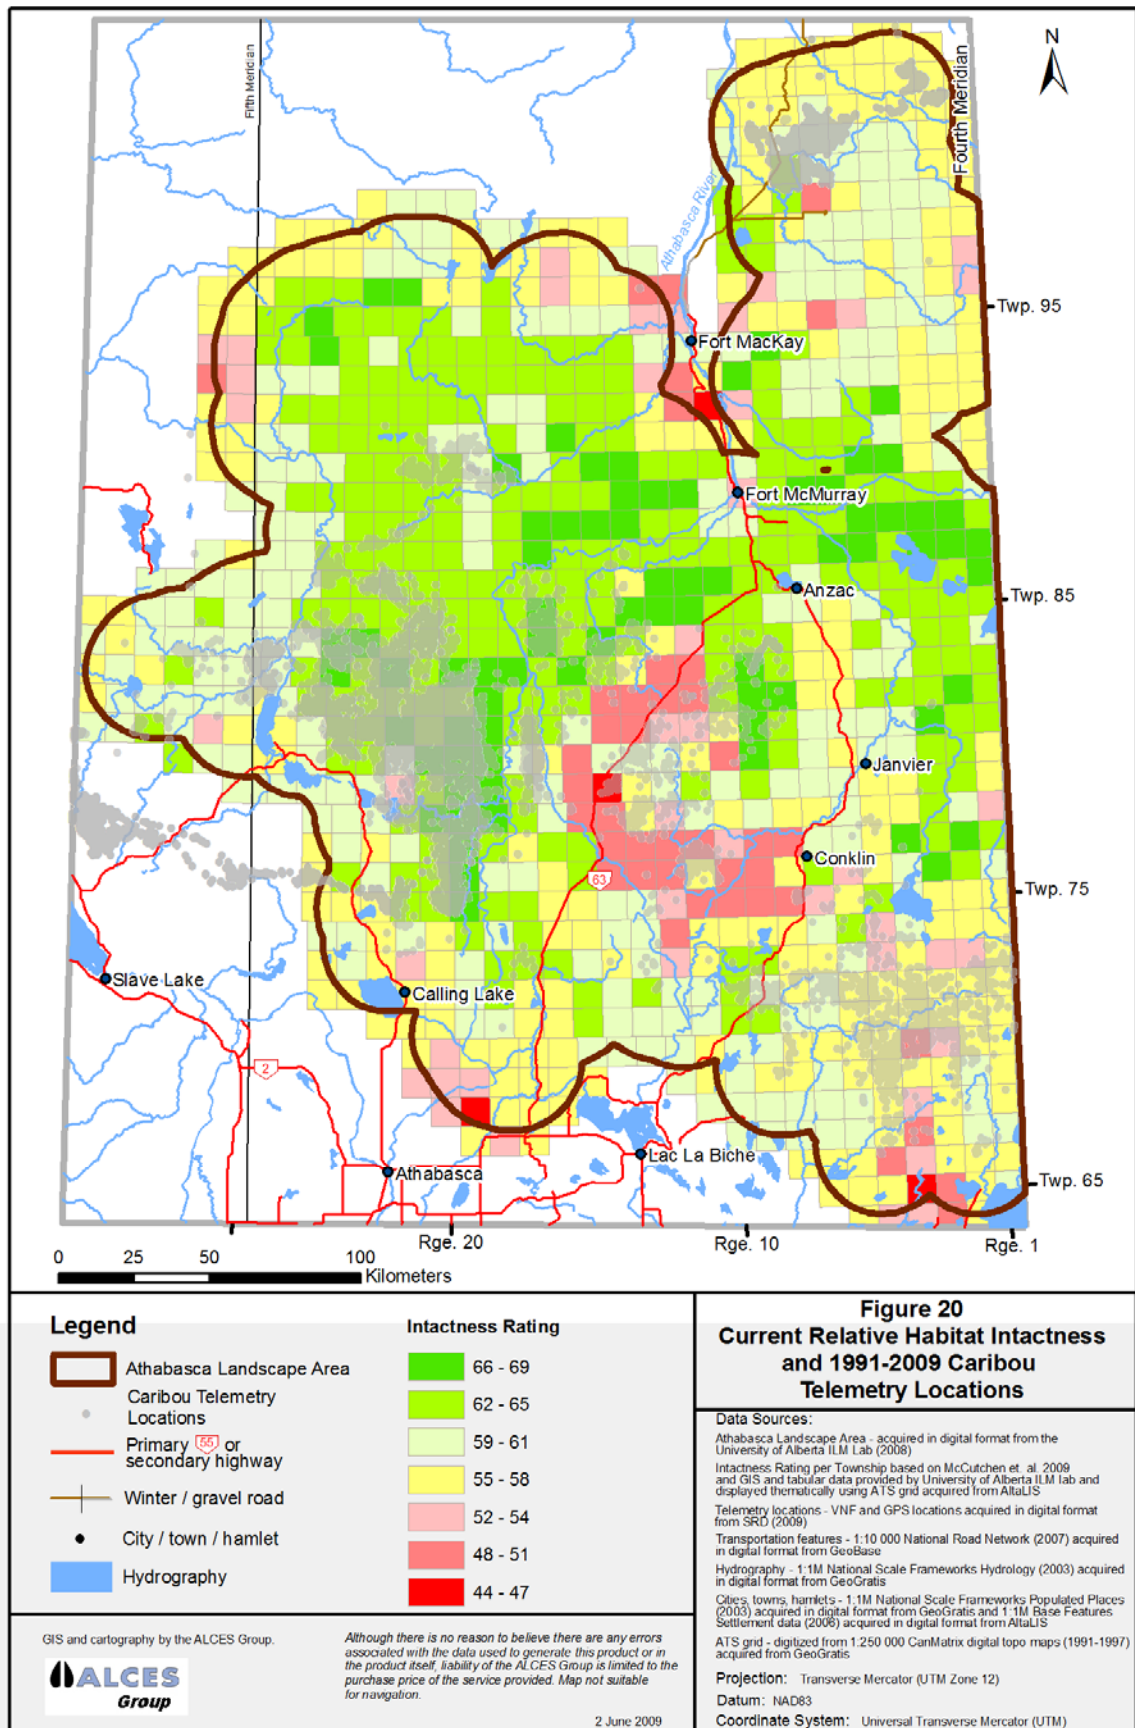 N
Fifth Meridian
Fourth Meridian
Athabasca River
Twp. 95
Fort MacKay
Fort McMurray
Anzac
Twp. 85
Janvier
Conklin
63
Twp. 75
Slave Lake
Calling Lake
2
Lac La Biche
Athabasca
Twp. 65
Rge. 20
Rge. 10
Rge. 1
0 25 50 100
Kilometers
Legend
Athabasca Landscape Area
Caribou Telemetry
Locations
Primary 55 or
secondary highway
Winter / gravel road
City / town / hamlet
Hydrography
Intactness Rating
66 - 69
62 - 65
59 - 61
55 - 58
52 - 54
48 - 51
44 - 47
Figure 20
Current Relative Habitat Intactness
and 1991-2009 Caribou
Telemetry Locations
Data Sources:
Athabasca Landscape Area - acquired in digital format from the
University of Alberta ILM Lab (2008)
Intactness Rating per Township based on McCutchen et. al. 2009
and GIS and tabular data provided by University of Alberta ILM lab and
displayed thematically using ATS grid acquired from AltaLIS
Telemetry locations - VNF and GPS locations acquired in digital format
from SRD (2009)
Transportation features - 1:10 000 National Road Network (2007) acquired
in digital format from GeoBase
Hydrography - 1:1M National Scale Frameworks Hydrology (2003) acquired
in digital format from GeoGratis
Cities, towns, hamlets - 1:1M National Scale Frameworks Populated Places
(2003) acquired in digital format from GeoGratis and 1:1M Base Features
Settlement data (2006) acquired in digital format from AltaLIS
ATS grid - digitized from 1:250 000 CanMatrix digital topo maps (1991-1997)
acquired from GeoGratis
Projection: Transverse Mercator (UTM Zone 12)
Datum: NAD83
Coordinate System: Universal Transverse Mercator (UTM)
GIS and cartography by the ALCES Group.
ALCES
Group
Although there is no reason to believe there are any errors
associated with the data used to generate this product or in
the product itself, liability of the ALCES Group is limited to the
purchase price of the service provided. Map not suitable
for navigation.
2 June 2009